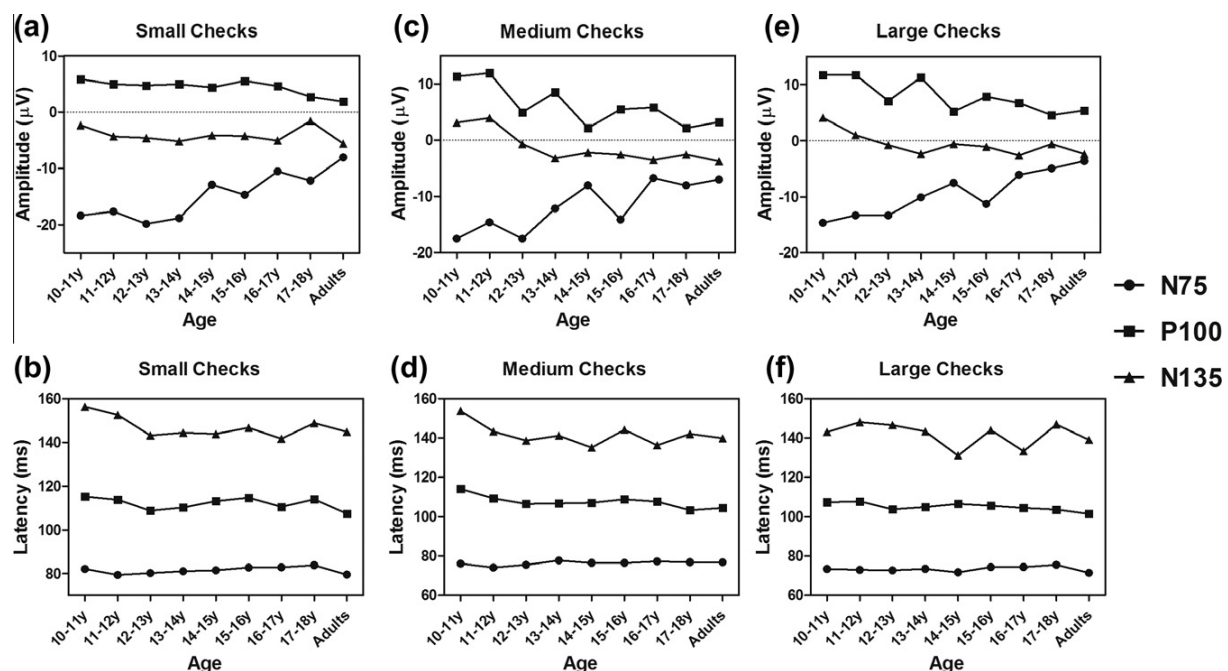 (a)
Small Checks
Amplitude (μV)
10
0
-10
-20
10-11y
11-12y
12-13y
13-14y
14-15y
15-16y
16-17y
17-18y
Adults
Age
(c)
Medium Checks
Amplitude (μV)
10
0
-10
-20
10-11y
11-12y
12-13y
13-14y
14-15y
15-16y
16-17y
17-18y
Adults
Age
(e)
Large Checks
Amplitude (μV)
10
0
-10
-20
10-11y
11-12y
12-13y
13-14y
14-15y
15-16y
16-17y
17-18y
Adults
Age
N75
P100
N135
(b)
Small Checks
Latency (ms)
160
140
120
100
80
10-11y
11-12y
12-13y
13-14y
14-15y
15-16y
16-17y
17-18y
Adults
Age
(d)
Medium Checks
Latency (ms)
160
140
120
100
80
60
10-11y
11-12y
12-13y
13-14y
14-15y
15-16y
16-17y
17-18y
Adults
Age
(f)
Large Checks
Latency (ms)
160
140
120
100
80
60
10-11y
11-12y
12-13y
13-14y
14-15y
15-16y
16-17y
17-18y
Adults
Age